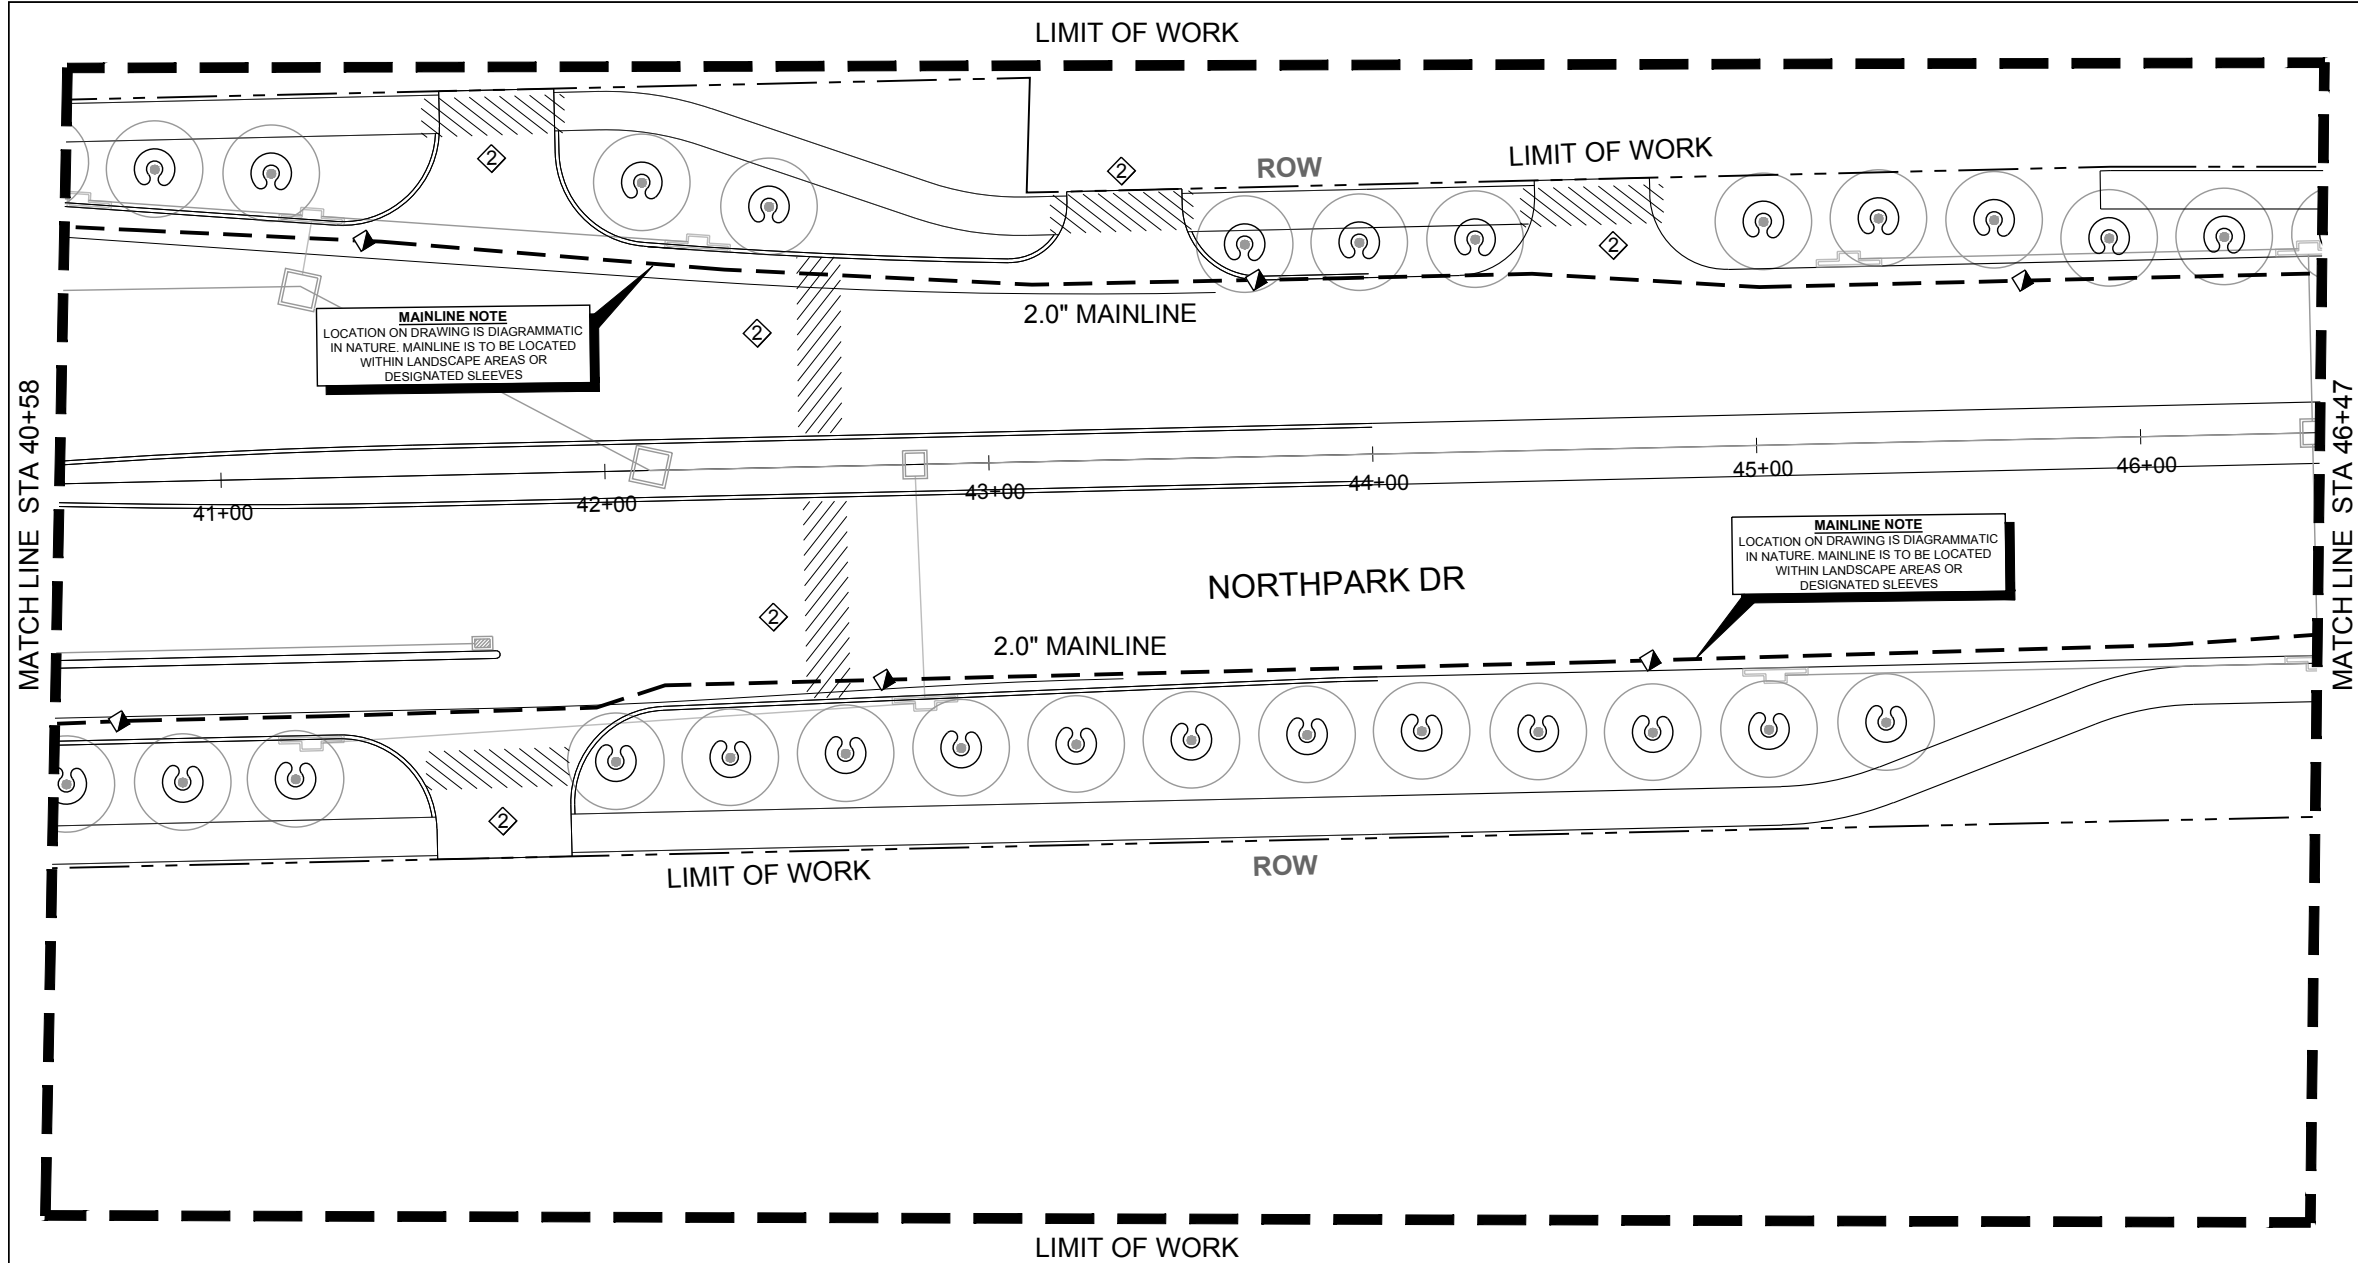 LIMIT OF WORK
LIMIT OF WORK
ROW
2
2
2
2.0" MAINLINE
MAINLINE NOTE
LOCATION ON DRAWING IS DIAGRAMMATIC
IN NATURE. MAINLINE IS TO BE LOCATED
WITHIN LANDSCAPE AREAS OR
DESIGNATED SLEEVES
2
MATCH LINE STA 40+58
MATCH LINE STA 46+47
41+00
42+00
43+00
44+00
45+00
46+00
MAINLINE NOTE
LOCATION ON DRAWING IS DIAGRAMMATIC
IN NATURE. MAINLINE IS TO BE LOCATED
WITHIN LANDSCAPE AREAS OR
DESIGNATED SLEEVES
NORTHPARK DR
2
2.0" MAINLINE
2
LIMIT OF WORK
ROW
LIMIT OF WORK